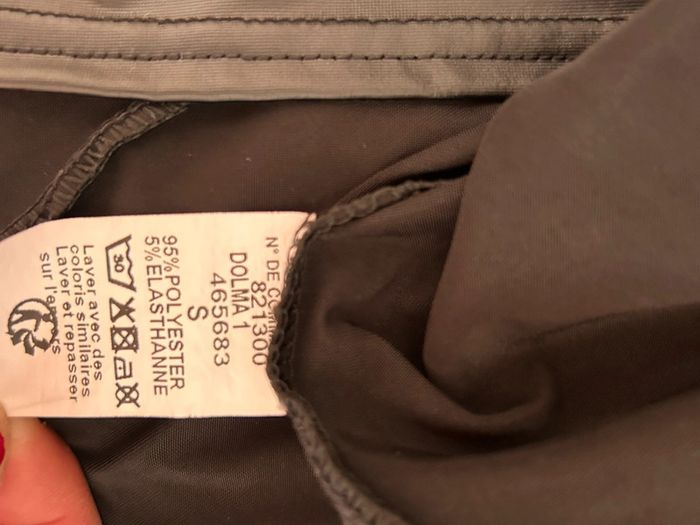 N° DE
821300
DOLMA 1
465683
S
95% POLYESTER
5% ELASTHANNE
30
Laver avec des
coloris similaires
Laver et repasser
sur l'envers